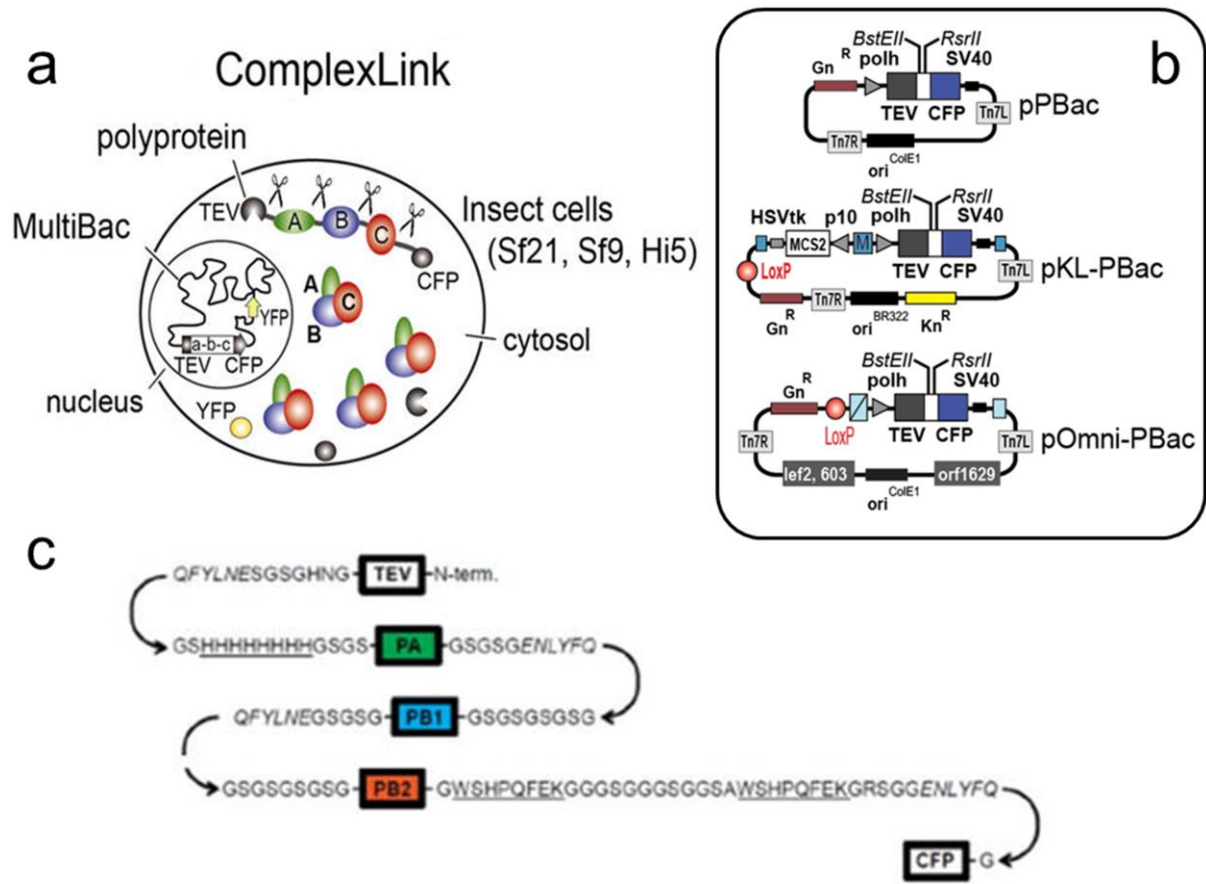 a
ComplexLink
polyprotein
MultiBac
TEV
A
B
C
CFP
Insect cells
(Sf21, Sf9, Hi5)
A
C
B
YFP
a-b-c
TEV CFP
cytosol
nucleus
YFP
b
BstEII RsrII
Gn R polh SV40
TEV CFP
Tn7L
pPBac
Tn7R
ori ColE1
BstEII RsrII
HSVtk p10 polh SV40
MCS2 M
TEV CFP
LoxP
Tn7L
pKL-PBac
Tn7R
Gn R ori BR322 Kn R
BstEII RsrII
Gn R polh SV40
LoxP TEV CFP
Tn7R
Tn7L
pOmni-PBac
lef2, 603 orf1629
ori ColE1
c
QFYLNESGSGHNG-TEV-N-term.
GSHHHHHHHHGSGS-PA-GSGSGENLYFQ
QFYLNEGSGSG-PB1-GSGSGSGSG
GSGSGSGSG-PB2-GWSHPQFEKGGGSGGGSGGSAWSHPQFEKGRSGGENLYFQ
CFP-G